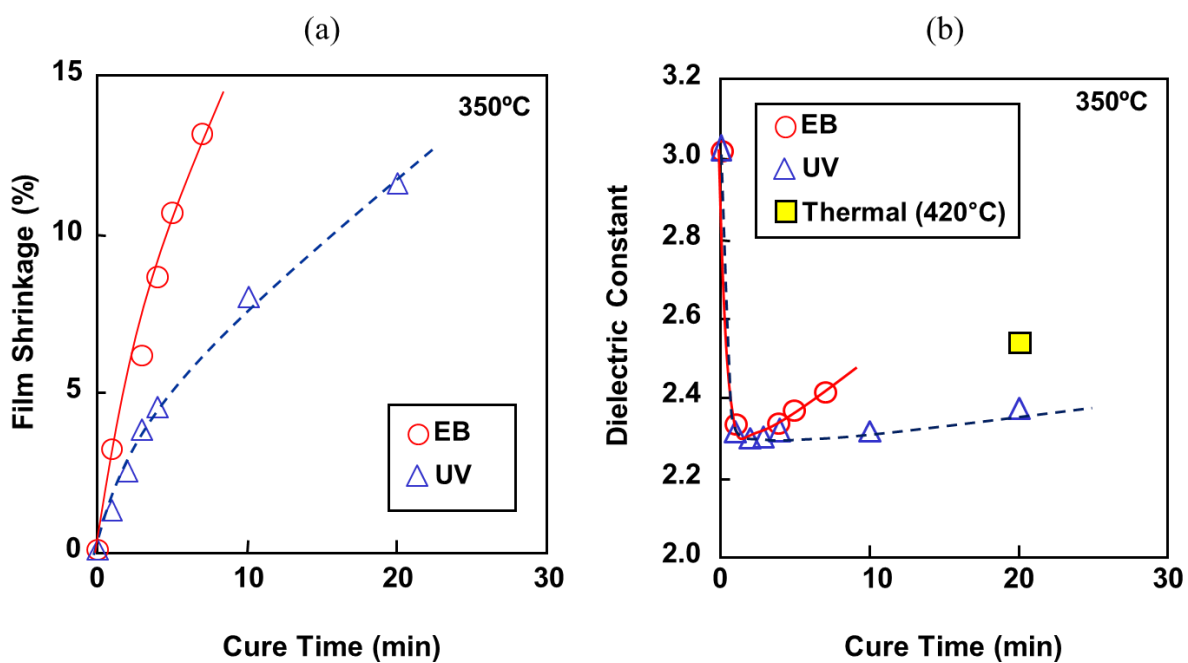 (a)
15
10
5
0
0
10
20
30
350ºC
EB
UV
Film Shrinkage (%)
Cure Time (min)
(b)
3.2
3.0
2.8
2.6
2.4
2.2
2.0
0
10
20
30
350ºC
EB
UV
Thermal (420°C)
Dielectric Constant
Cure Time (min)